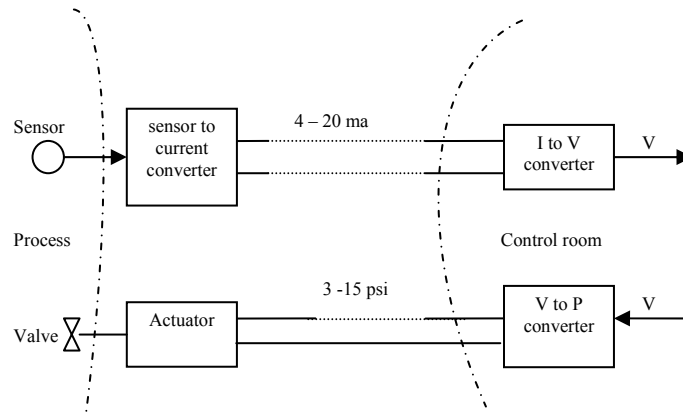 Sensor
sensor to
current
converter
4 – 20 ma
I to V
converter
V
Process
Control room
3 -15 psi
Valve
Actuator
V to P
converter
V